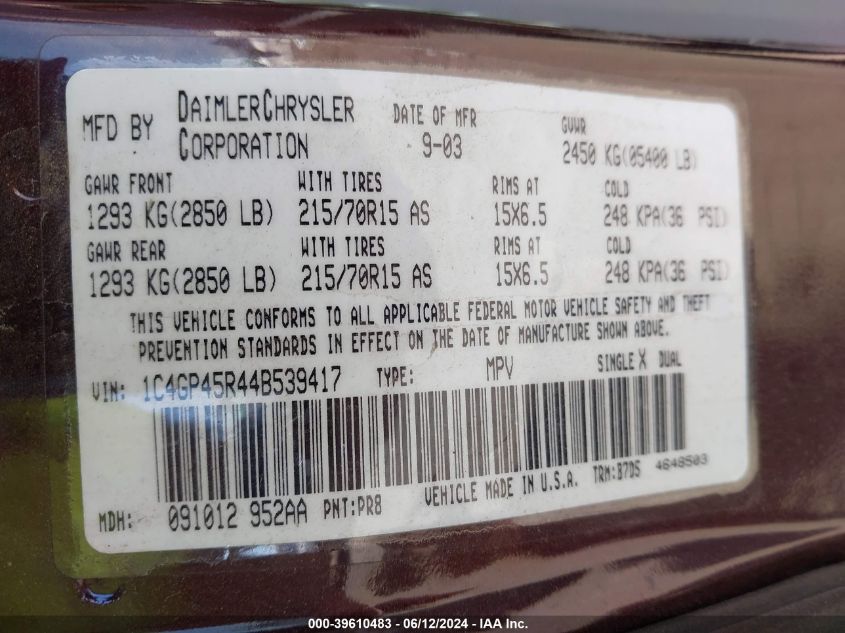 MFD BY DAIMLERCHRYSLER CORPORATION DATE OF MFR 9-03 GVWR 2450 KG(05400 LB)
GAWR FRONT WITH TIRES RIMS AT COLD
1293 KG(2850 LB) 215/70R15 AS 15X6.5 248 KPA(36 PSI)
GAWR REAR WITH TIRES RIMS AT COLD
1293 KG(2850 LB) 215/70R15 AS 15X6.5 248 KPA(36 PSI)
THIS VEHICLE CONFORMS TO ALL APPLICABLE FEDERAL MOTOR VEHICLE SAFETY AND THEFT
PREVENTION STANDARDS IN EFFECT ON THE DATE OF MANUFACTURE SHOWN ABOVE.
VIN: 1C4GP45R44B539417 TYPE: MPV SINGLE X DUAL
MDH: 091012 952AA PNT:PR8 VEHICLE MADE IN U.S.A. TRM:B7D5 4648503
000-39610483 - 06/12/2024 - IAA Inc.